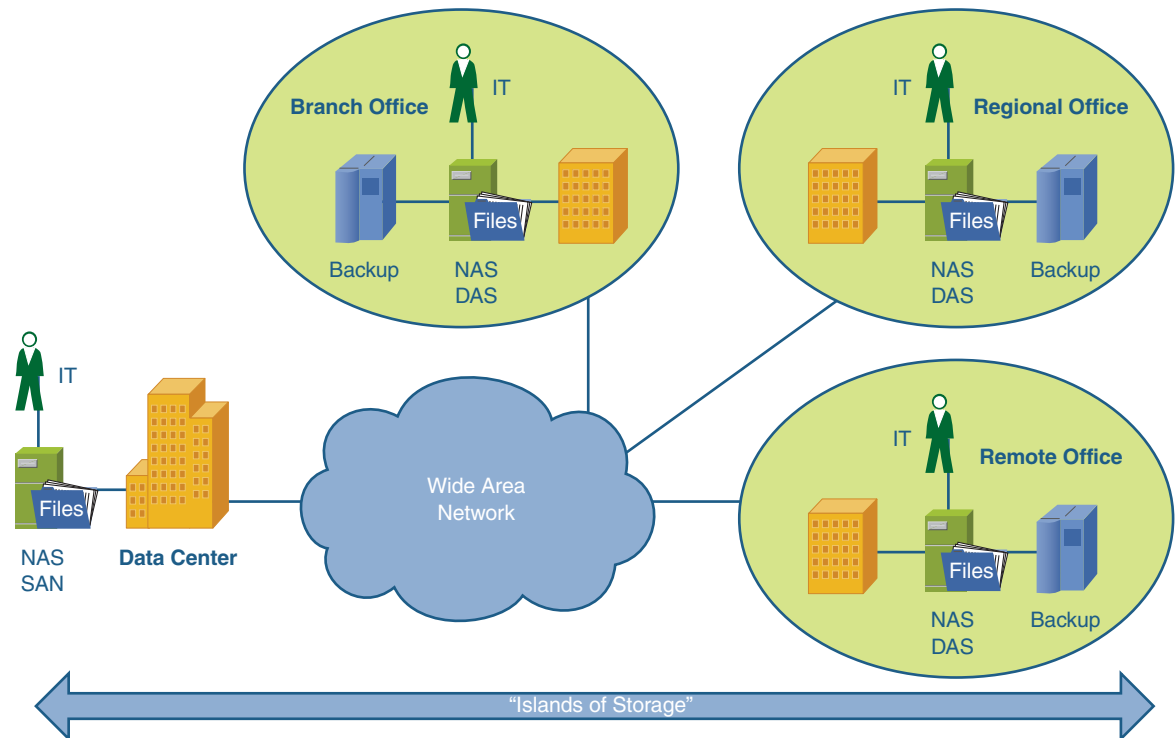 IT
Branch Office
Files
Backup
NAS
DAS
IT
Regional Office
Files
NAS
DAS
Backup
IT
Files
NAS
SAN
Data Center
Wide Area
Network
IT
Remote Office
Files
NAS
DAS
Backup
“Islands of Storage”